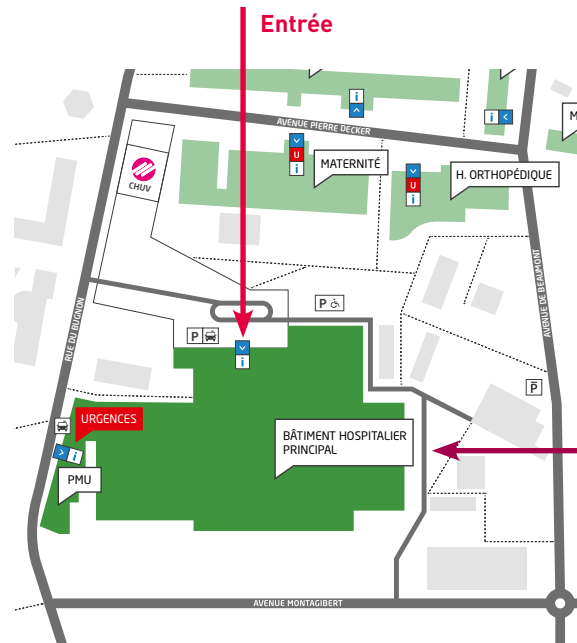 Entrée
i
i
AVENUE PIERRE DECKER
M
U
i
MATERNITÉ
U
i
H. ORTHOPÉDIQUE
CHUV
RUE DU BUGNON
AVENUE DE BEAUMONT
P
P
i
P
URGENCES
i
PMU
BÂTIMENT HOSPITALIER
PRINCIPAL
AVENUE MONTAGIBERT